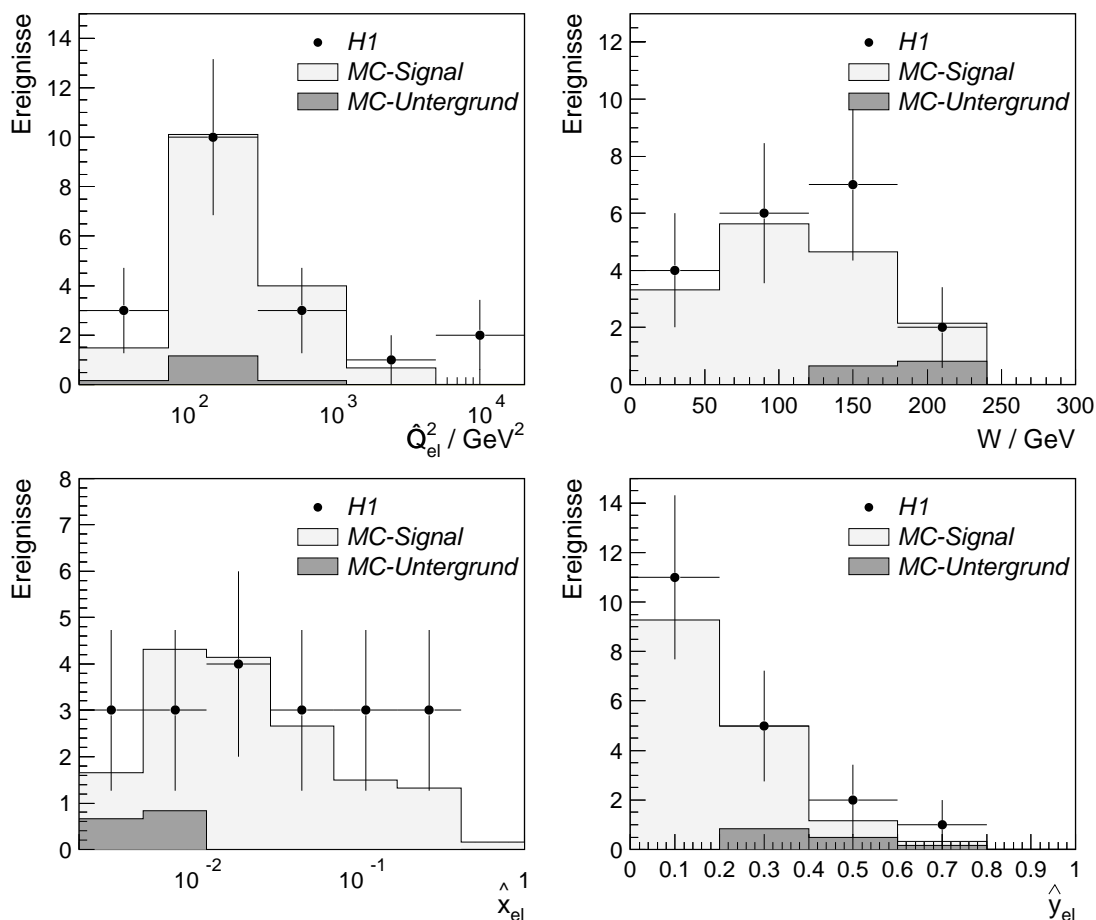 Ereignisse
14
12
10
8
6
4
2
0
H1
MC-Signal
MC-Untergrund
10^2
10^3
10^4
Q̂²_el / GeV²
Ereignisse
12
10
8
6
4
2
0
H1
MC-Signal
MC-Untergrund
0 50 100 150 200 250 300
W / GeV
Ereignisse
8
7
6
5
4
3
2
1
0
H1
MC-Signal
MC-Untergrund
10^-2
10^-1
1
x̂_el
Ereignisse
14
12
10
8
6
4
2
0
H1
MC-Signal
MC-Untergrund
0 0.1 0.2 0.3 0.4 0.5 0.6 0.7 0.8 0.9 1
ŷ_el